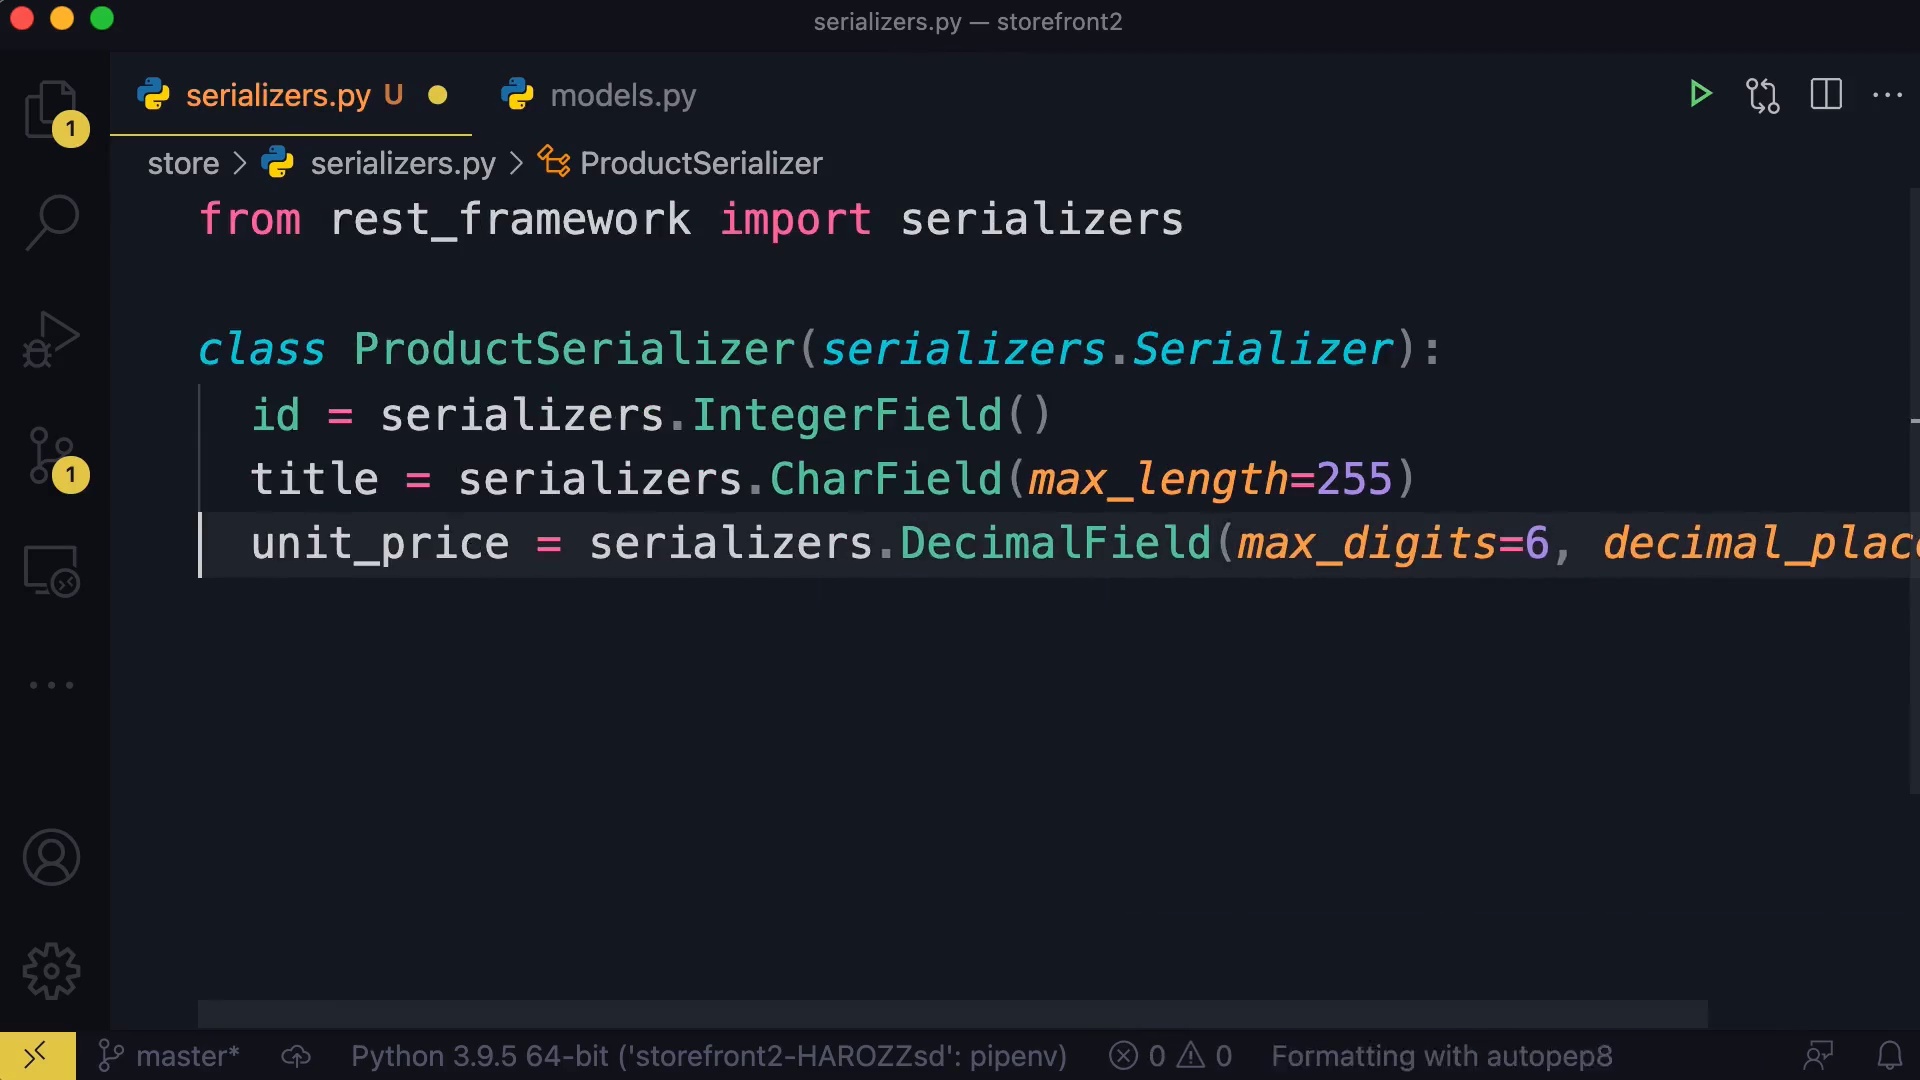 serializers.py — storefront2
serializers.py U models.py
store > serializers.py > ProductSerializer
from rest_framework import serializers
class ProductSerializer(serializers.Serializer):
id = serializers.IntegerField()
title = serializers.CharField(max_length=255)
unit_price = serializers.DecimalField(max_digits=6, decimal_plac
1
1
master* Python 3.9.5 64-bit ('storefront2-HAROZZsd': pipenv) 0 0 Formatting with autopep8